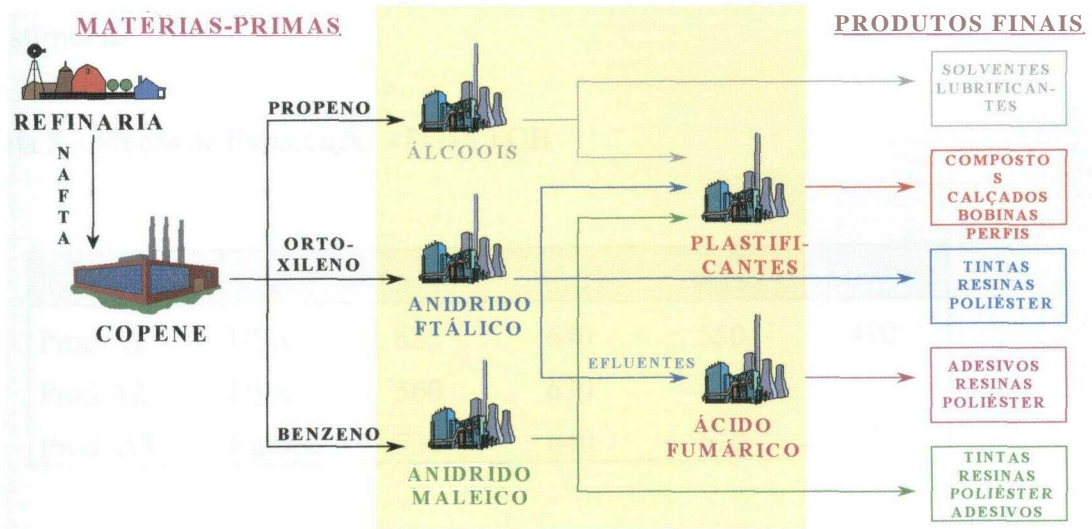 MATÉRIAS-PRIMAS
PRODUTOS FINAIS
REFINARIA
NAFTA
COPENE
PROPENO
ORTO-
XILENO
BENZENO
ÁLCOOIS
ANIDRIDO
FTÁLICO
ANIDRIDO
MALEICO
PLASTIFI-
CANTES
EFLUENTES
ÁCIDO
FUMÁRICO
SOLVENTES
LUBRIFICAN-
TES
COMPOSTO
S
CALÇADOS
BOBINAS
PERFIS
TINTAS
RESINAS
POLIÉSTER
ADESIVOS
RESINAS
POLIÉSTER
TINTAS
RESINAS
POLIÉSTER
ADESIVOS